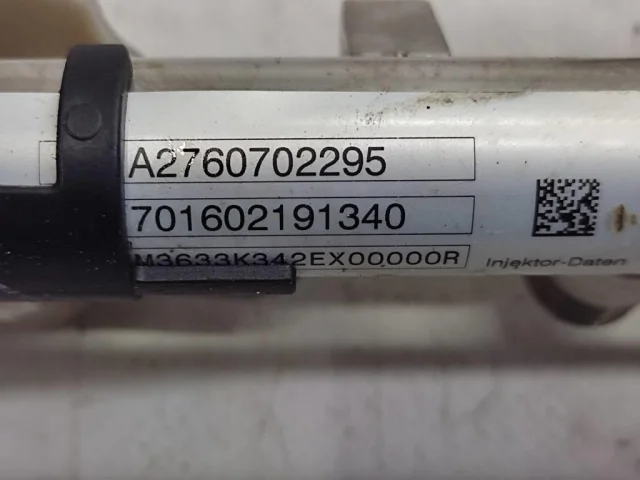 A2760702295
701602191340
M3633K342EX00000R
Injektor-Daten